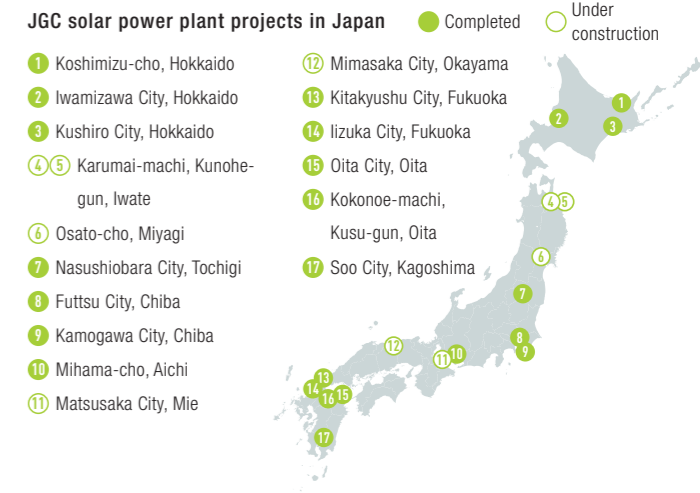 JGC solar power plant projects in Japan
Completed
Under
construction
1 Koshimizu-cho, Hokkaido
2 Iwamizawa City, Hokkaido
3 Kushiro City, Hokkaido
4 5 Karumai-machi, Kunohe-
gun, Iwate
6 Osato-cho, Miyagi
7 Nasushiobara City, Tochigi
8 Futtsu City, Chiba
9 Kamogawa City, Chiba
10 Mihama-cho, Aichi
11 Matsusaka City, Mie
12 Mimasaka City, Okayama
13 Kitakyushu City, Fukuoka
14 Iizuka City, Fukuoka
15 Oita City, Oita
16 Kokonoe-machi,
Kusu-gun, Oita
17 Soo City, Kagoshima
1
2
3
4 5
6
7
8
9
10
11
12
13
14
15
16
17